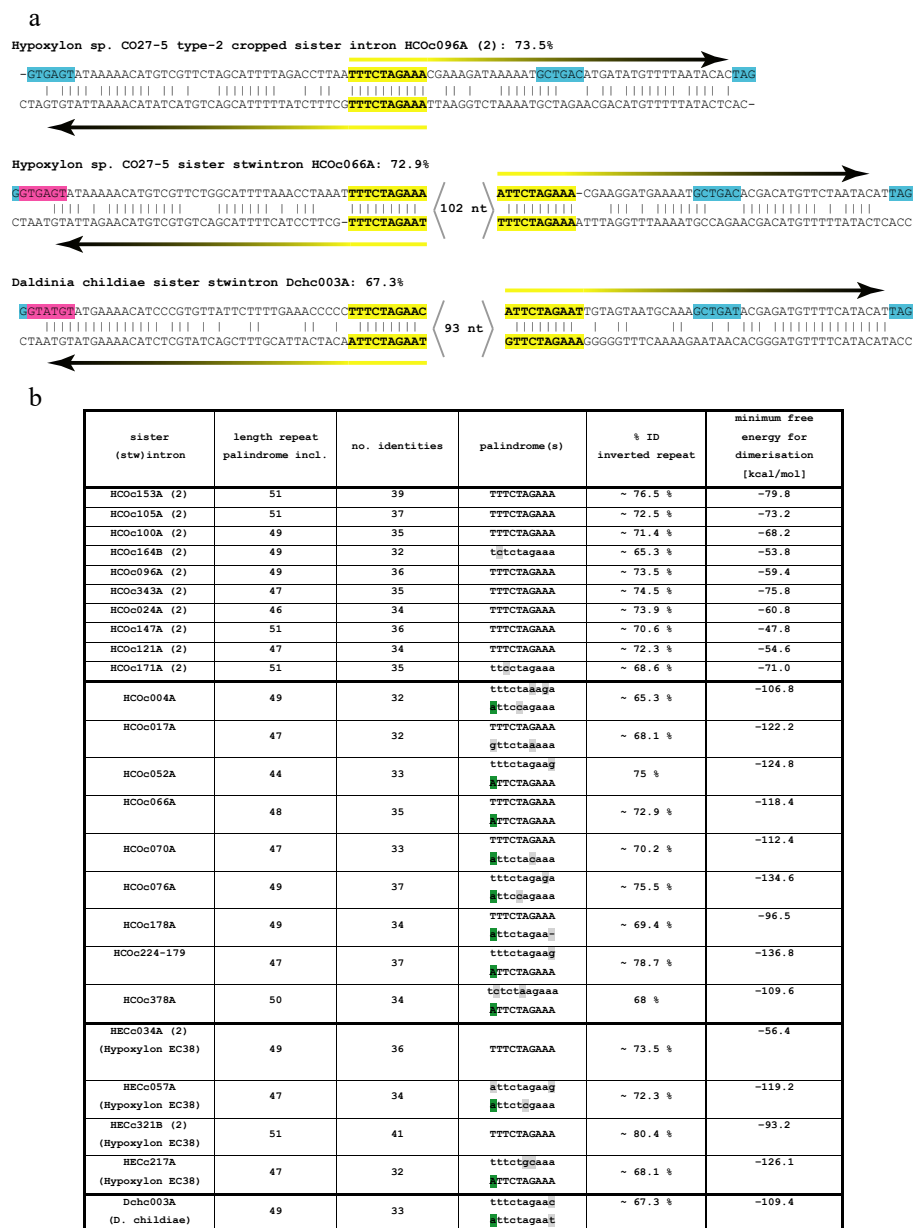 a
Hypoxylon sp. CO27-5 type-2 cropped sister intron HCOc096A (2): 73.5%
-GTGAGTATAAAAACATGTCGTTCTAGCATTTTAGACCTTAATTTCTAGAAACGAAAGATAAAAATGCTGACATGATATGTTTTAATACACTAG
CTAGTGTATTAAAACATATCATGTCAGCATTTTTATCTTTCGTTTCTAGAAATTAAGGTCTAAAATGCTAGAACGACATGTTTTTATACTCAC-
Hypoxylon sp. CO27-5 sister stwintron HCOc066A: 72.9%
GGTGAGTATAAAAACATGTCGTTCTGGCATTTTAAACCTAAATTTTCTAGAAA 102 nt ATTCTAGAAA-CGAAGGATGAAAATGCTGACACGACATGTTCTAATACATTAG
CTAATGTATTAGAACATGTCGTGTCAGCATTTTCATCCTTCG-TTTCTAGAAT TTTCTAGAAAATTTAGGTTTAAAATGCCAGAACGACATGTTTTTATACTCACC
Daldinia childiae sister stwintron Dchc003A: 67.3%
GGTATGTATGAAAACATCCCGTGTTATTCTTTTGAAACCCCCTTTCTAGAAC 93 nt ATTCTAGAATTGTAGTAATGCAAAGCTGATACGAGATGTTTTCATACATTAG
CTAATGTATGAAAACATCTCGTATCAGCTTTGCATTACTACAATTCTAGAAT GTTCTAGAAAGGGGGTTTCAAAAGAATAACACGGGATGTTTTCATACATACC
b
sister (stw)intron length repeat palindrome incl. no. identities palindrome(s) % ID inverted repeat minimum free energy for dimerisation [kcal/mol]
HCOc153A (2) 51 39 TTTCTAGAAA ~ 76.5 % -79.8
HCOc105A (2) 51 37 TTTCTAGAAA ~ 72.5 % -73.2
HCOc100A (2) 49 35 TTTCTAGAAA ~ 71.4 % -68.2
HCOc164B (2) 49 32 tctctagaaa ~ 65.3 % -53.8
HCOc096A (2) 49 36 TTTCTAGAAA ~ 73.5 % -59.4
HCOc343A (2) 47 35 TTTCTAGAAA ~ 74.5 % -75.8
HCOc024A (2) 46 34 TTTCTAGAAA ~ 73.9 % -60.8
HCOc147A (2) 51 36 TTTCTAGAAA ~ 70.6 % -47.8
HCOc121A (2) 47 34 TTTCTAGAAA ~ 72.3 % -54.6
HCOc171A (2) 51 35 ttcctagaaa ~ 68.6 % -71.0
HCOc004A 49 32 tttctaaaga attccagaaa ~ 65.3 % -106.8
HCOc017A 47 32 TTTCTAGAAA gttctaaaaa ~ 68.1 % -122.2
HCOc052A 44 33 tttctagaag ATTCTAGAAA 75 % -124.8
HCOc066A 48 35 TTTCTAGAAA ATTCTAGAAA ~ 72.9 % -118.4
HCOc070A 47 33 TTTCTAGAAA attctacaaa ~ 70.2 % -112.4
HCOc076A 49 37 tttctagaga attccagaaa ~ 75.5 % -134.6
HCOc178A 49 34 TTTCTAGAAA attctagaa- ~ 69.4 % -96.5
HCOc224-179 47 37 tttctagaag ATTCTAGAAA ~ 78.7 % -136.8
HCOc378A 50 34 tctctaagaaa ATTCTAGAAA 68 % -109.6
HECc034A (2) (Hypoxylon EC38) 49 36 TTTCTAGAAA ~ 73.5 % -56.4
HECc057A (Hypoxylon EC38) 47 34 attctagaag attctcgaaa ~ 72.3 % -119.2
HECc321B (2) (Hypoxylon EC38) 51 41 TTTCTAGAAA ~ 80.4 % -93.2
HECc217A (Hypoxylon EC38) 47 32 tttctgcaaa ATTCTAGAAA ~ 68.1 % -126.1
Dchc003A (D. childiae) 49 33 tttctagaac attctagaat ~ 67.3 % -109.4